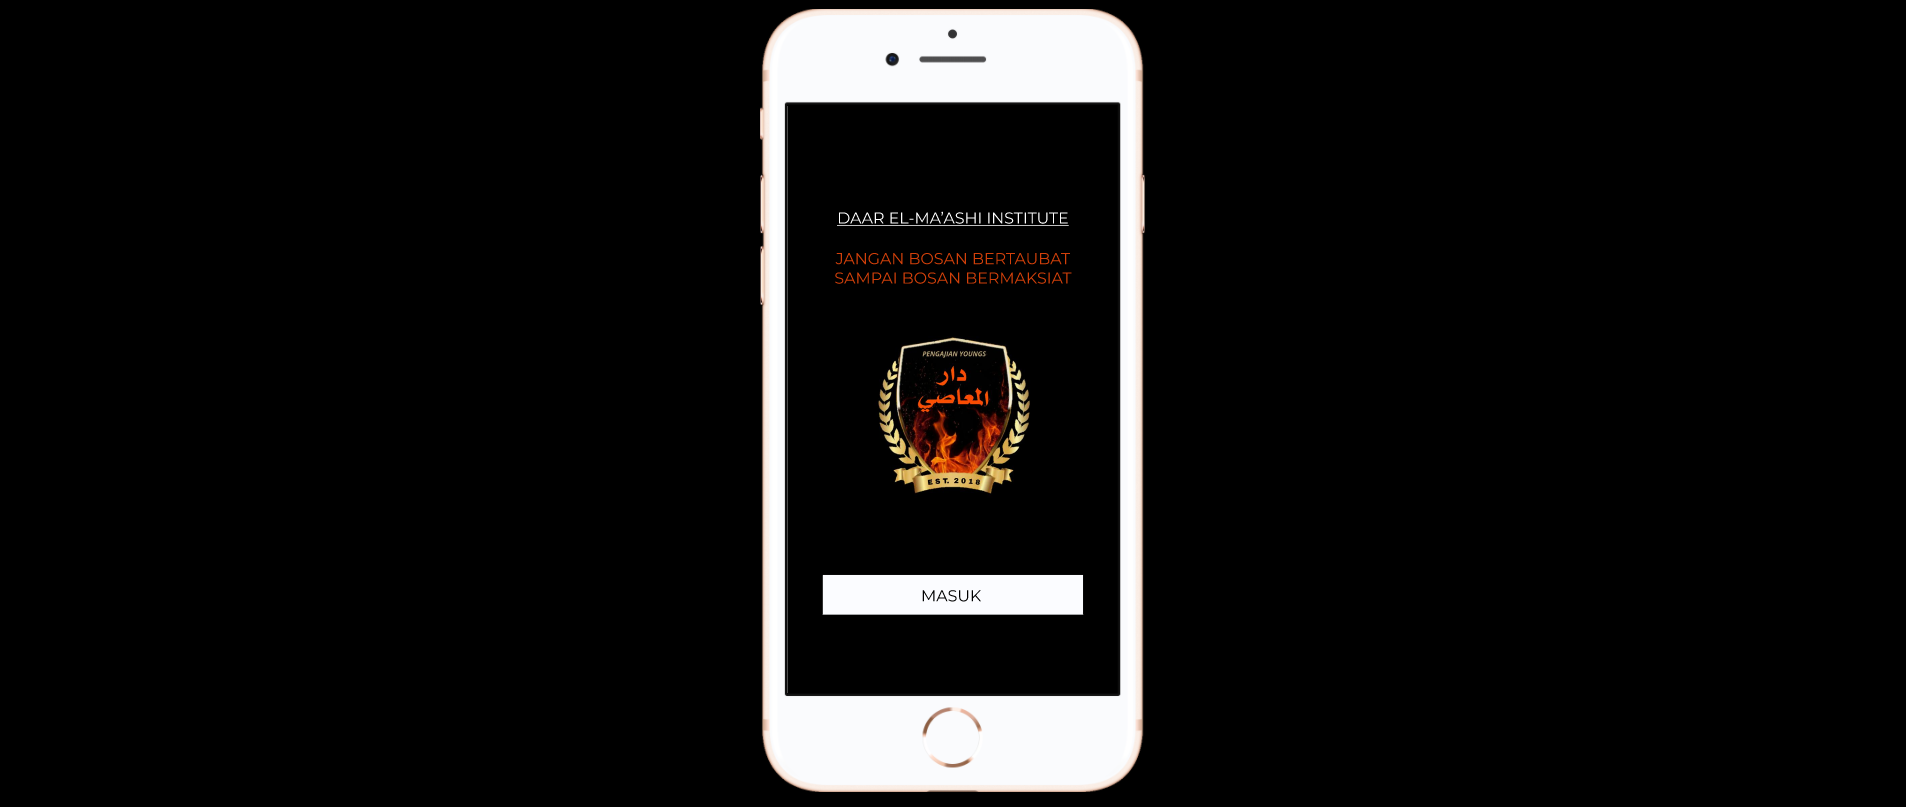 DAAR EL-MA'ASHI INSTITUTE
JANGAN BOSAN BERTAUBAT
SAMPAI BOSAN BERMAKSIAT
PENGAJIAN YOUNGS
دار
المعاصي
EST. 2018
MASUK